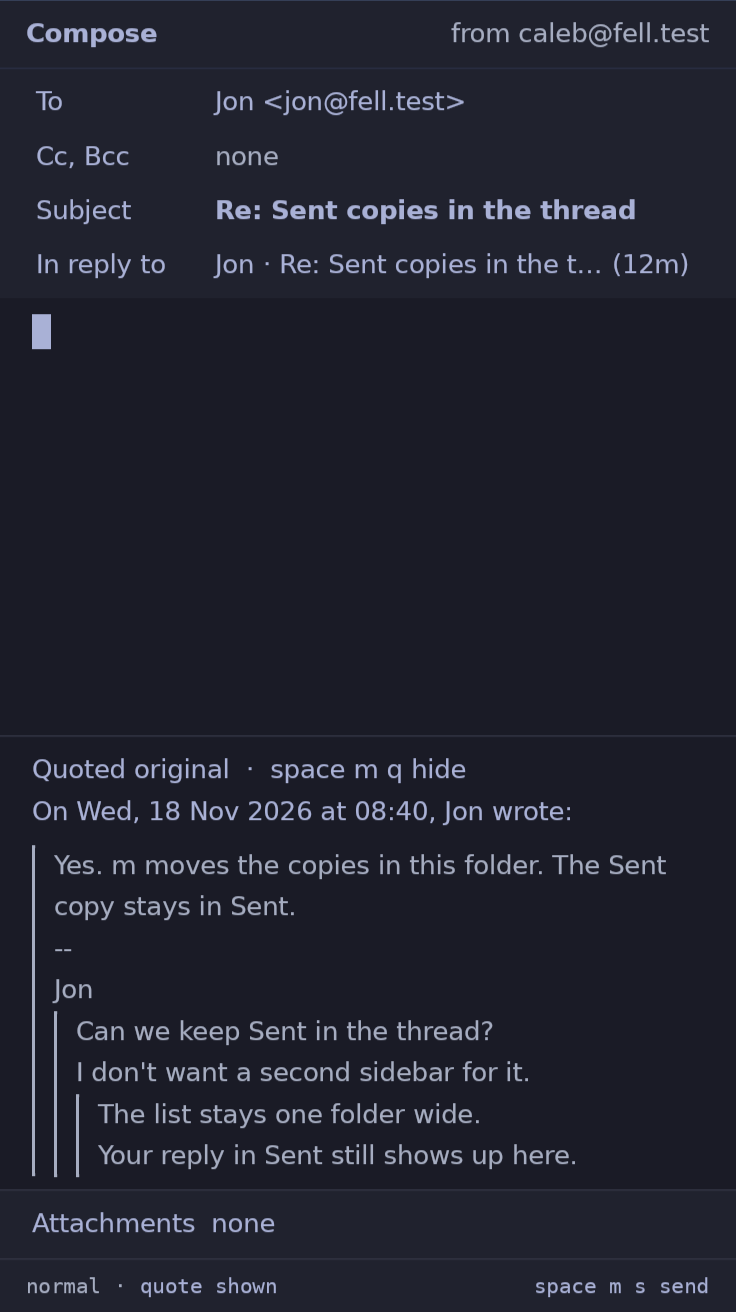 Compose from caleb@fell.test
To Jon <jon@fell.test>
Cc, Bcc none
Subject Re: Sent copies in the thread
In reply to Jon · Re: Sent copies in the t… (12m)
Quoted original · space m q hide
On Wed, 18 Nov 2026 at 08:40, Jon wrote:
Yes. m moves the copies in this folder. The Sent
copy stays in Sent.
--
Jon
Can we keep Sent in the thread?
I don't want a second sidebar for it.
The list stays one folder wide.
Your reply in Sent still shows up here.
Attachments none
normal · quote shown space m s send